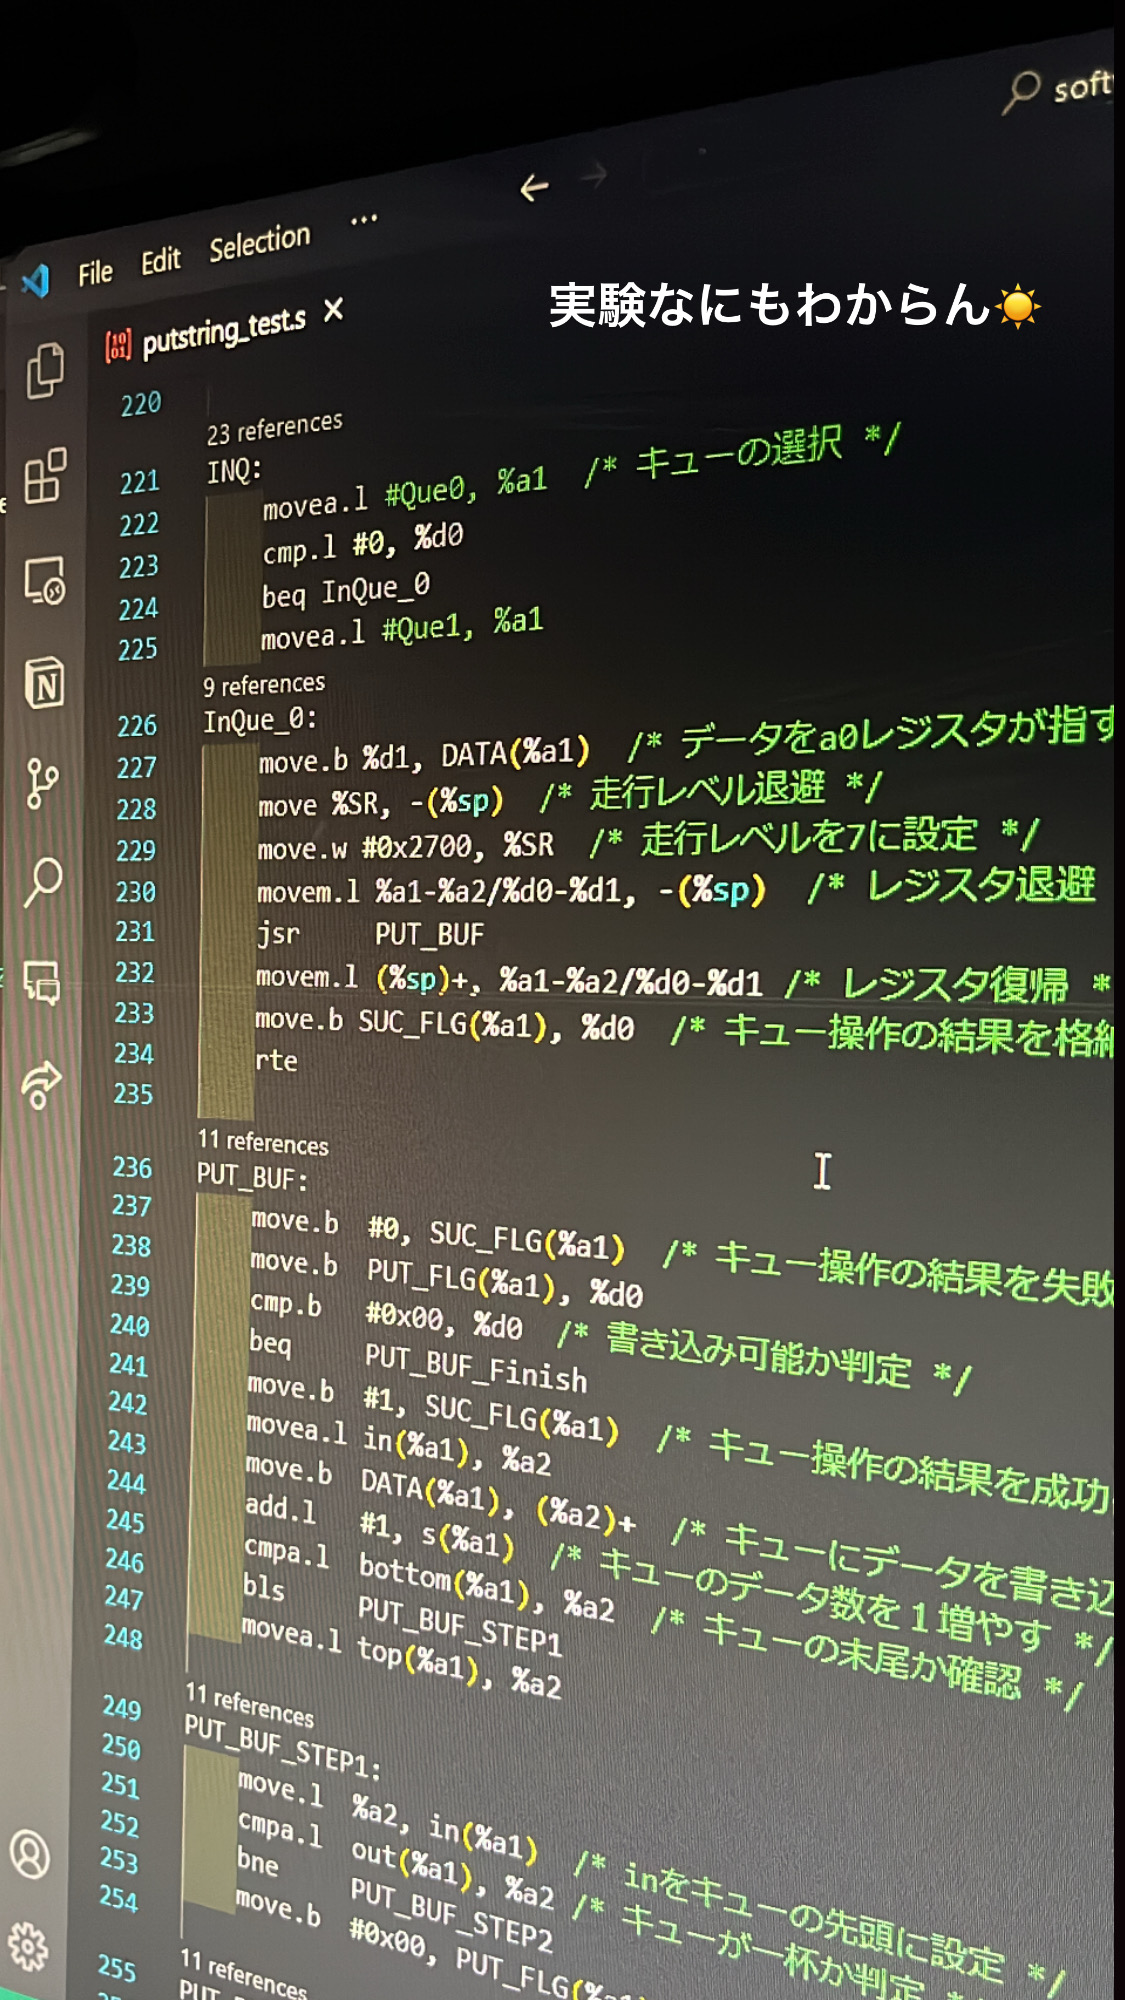 soft
File Edit Selection ...
実験なにもわからん☀️
putstring_test.s
220
23 references
221 INQ:
222 movea.l #Que0, %a1 /* キューの選択 */
223 cmp.l #0, %d0
224 beq InQue_0
225 movea.l #Que1, %a1
9 references
226 InQue_0:
227 move.b %d1, DATA(%a1) /* データをa0レジスタが指す
228 move %SR, -(%sp) /* 走行レベル退避 */
229 move.w #0x2700, %SR /* 走行レベルを7に設定 */
230 movem.l %a1-%a2/%d0-%d1, -(%sp) /* レジスタ退避
231 jsr PUT_BUF
232 movem.l (%sp)+, %a1-%a2/%d0-%d1 /* レジスタ復帰 *
233 move.b SUC_FLG(%a1), %d0 /* キュー操作の結果を格納
234 rte
235
11 references
236 PUT_BUF:
237 move.b #0, SUC_FLG(%a1) /* キュー操作の結果を失敗
238 move.b PUT_FLG(%a1), %d0
239 cmp.b #0x00, %d0 /* 書き込み可能か判定 */
240 beq PUT_BUF_Finish
241 move.b #1, SUC_FLG(%a1) /* キュー操作の結果を成功
242 movea.l in(%a1), %a2
243 move.b DATA(%a1), (%a2)+ /* キューにデータを書き込
244 add.l #1, s(%a1) /* キューのデータ数を１増やす */
245 cmpa.l bottom(%a1), %a2 /* キューの末尾か確認 */
246 bls PUT_BUF_STEP1
247 movea.l top(%a1), %a2
248
11 references
249 PUT_BUF_STEP1:
250 move.l %a2, in(%a1) /* inをキューの先頭に設定 */
251 cmpa.l out(%a1), %a2 /* キューが一杯か判定 *
252 bne PUT_BUF_STEP2
253 move.b #0x00, PUT_FLG(%
254
11 references
255 PUT_